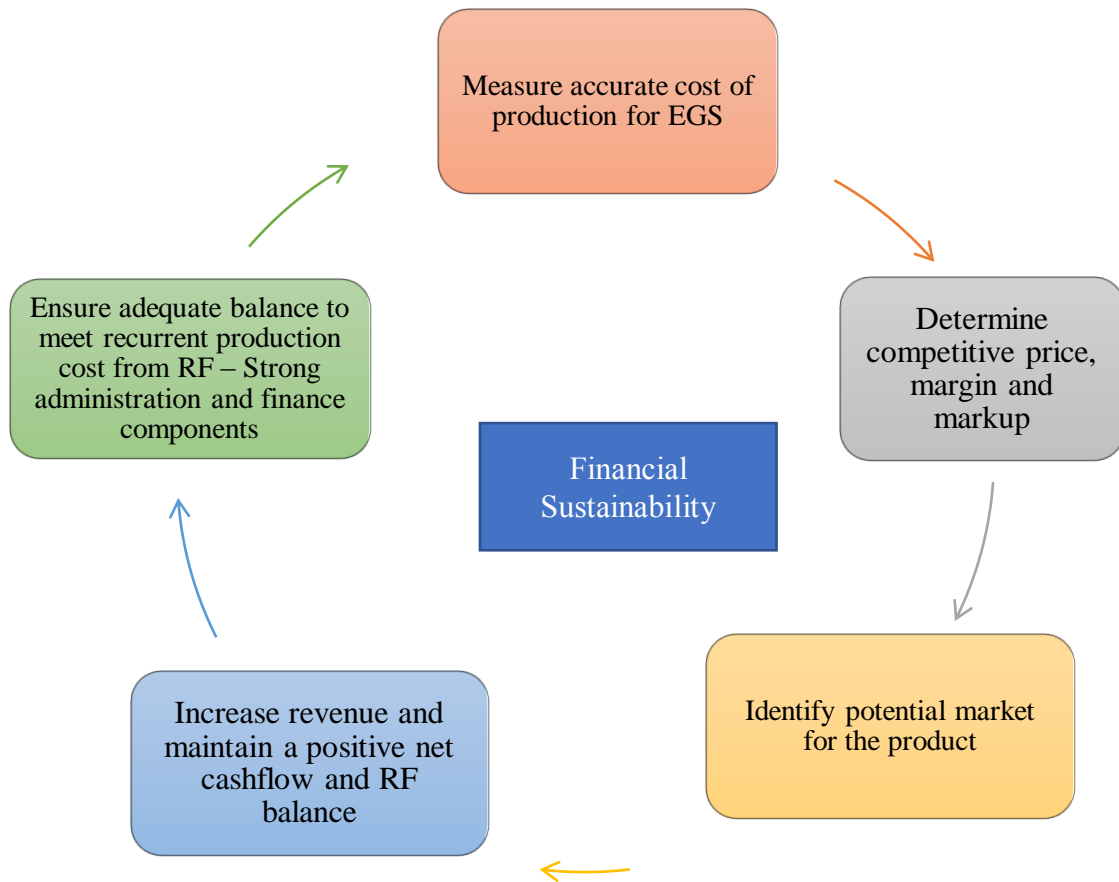 Measure accurate cost of
production for EGS
Determine
competitive price,
margin and
markup
Identify potential market
for the product
Increase revenue and
maintain a positive net
cashflow and RF
balance
Ensure adequate balance to
meet recurrent production
cost from RF – Strong
administration and finance
components
Financial
Sustainability